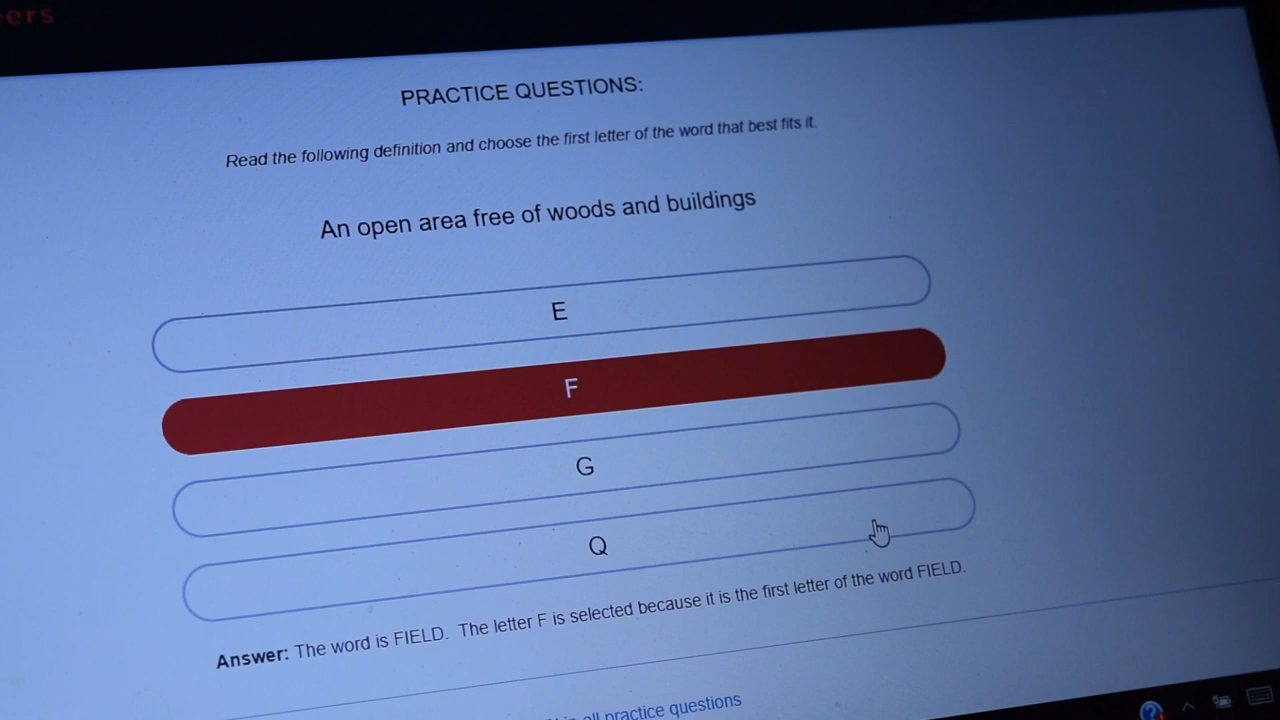 ers
PRACTICE QUESTIONS:
Read the following definition and choose the first letter of the word that best fits it.
An open area free of woods and buildings
E
F
G
Q
Answer: The word is FIELD. The letter F is selected because it is the first letter of the word FIELD.
all practice questions